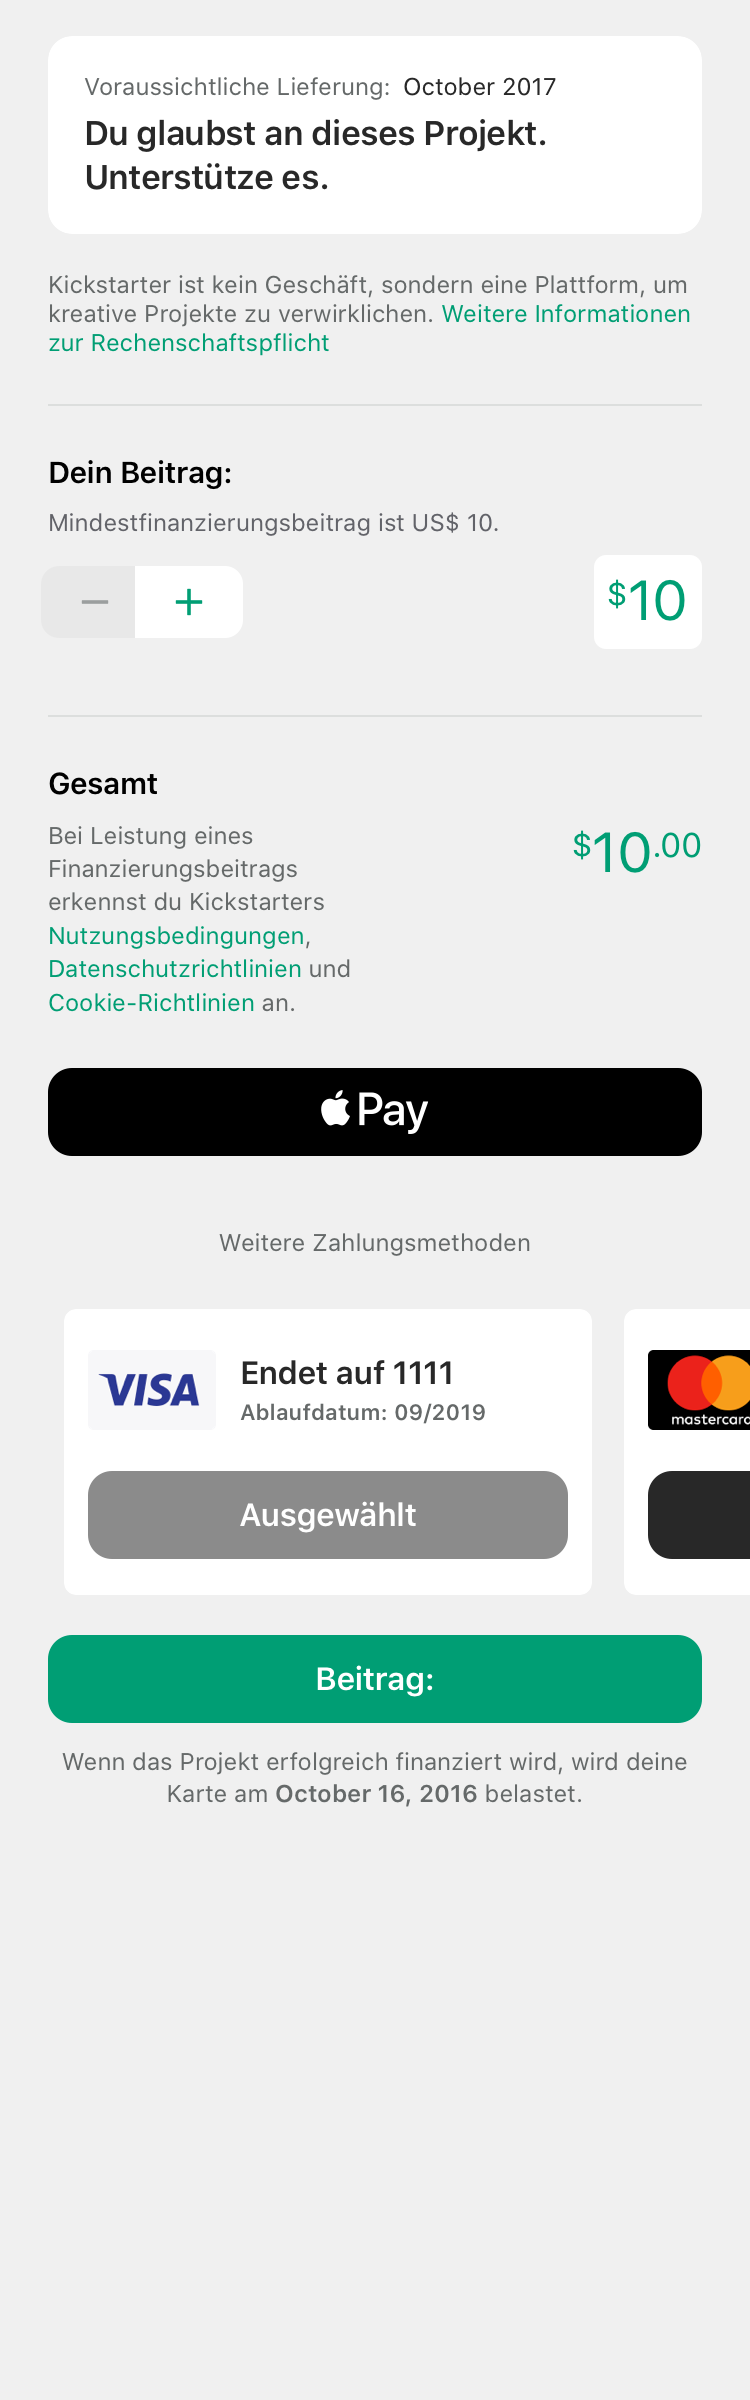 Voraussichtliche Lieferung: October 2017
Du glaubst an dieses Projekt.
Unterstütze es.
Kickstarter ist kein Geschäft, sondern eine Plattform, um
kreative Projekte zu verwirklichen. Weitere Informationen
zur Rechenschaftspflicht
Dein Beitrag:
Mindestfinanzierungsbeitrag ist US$ 10.
− +
$10
Gesamt
Bei Leistung eines
Finanzierungsbeitrags
erkennst du Kickstarters
Nutzungsbedingungen,
Datenschutzrichtlinien und
Cookie-Richtlinien an.
$10.00
Pay
Weitere Zahlungsmethoden
VISA
Endet auf 1111
Ablaufdatum: 09/2019
Ausgewählt
mastercard
Beitrag:
Wenn das Projekt erfolgreich finanziert wird, wird deine
Karte am October 16, 2016 belastet.